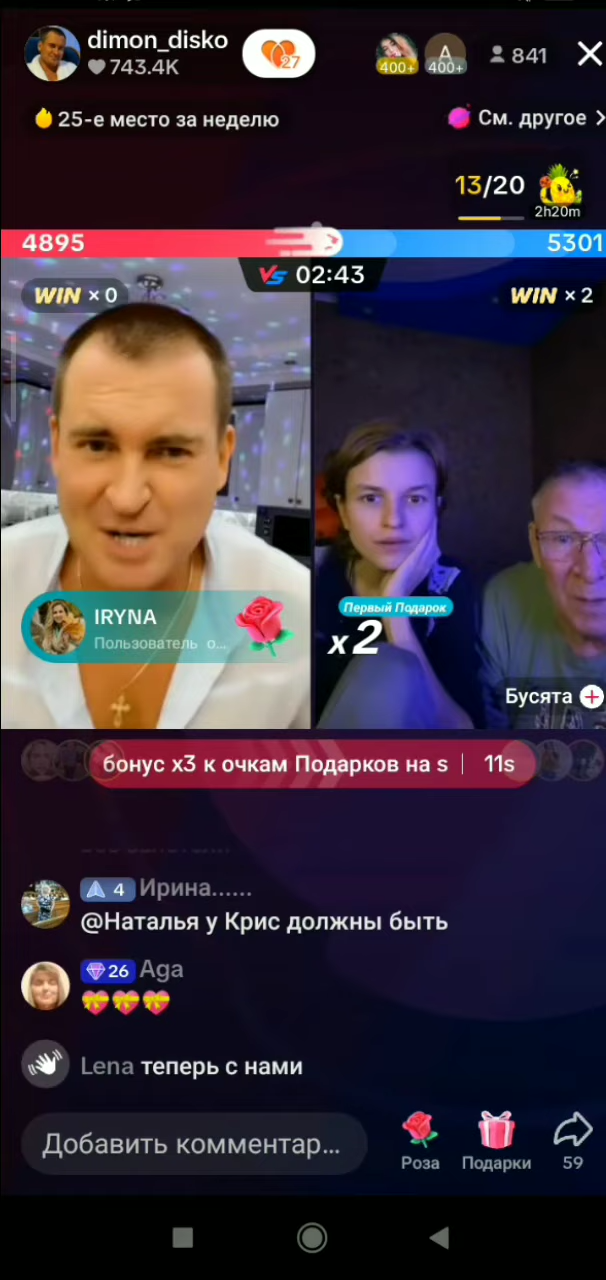 dimon_disko
743.4K
27
400+
A
400+
841
25-е место за неделю
См. другое
13/20
2h20m
4895
5301
VS 02:43
WIN × 0
WIN × 2
IRYNA
Пользователь о...
Первый Подарок
x2
Бусята
бонус x3 к очкам Подарков на s | 11s
4 Ирина......
@Наталья у Крис должны быть
26 Aga
Lena теперь с нами
Добавить комментар...
Роза
Подарки
59